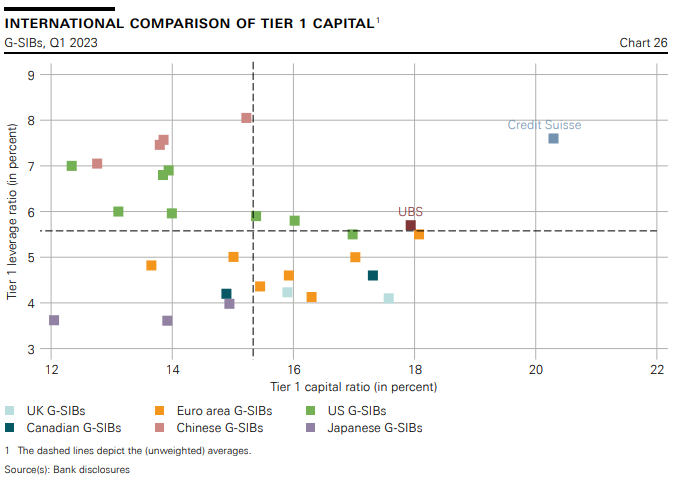 INTERNATIONAL COMPARISON OF TIER 1 CAPITAL1
G-SIBs, Q1 2023 Chart 26
Tier 1 leverage ratio (in percent)
9
8
7
6
5
4
3
Credit Suisse
UBS
12 14 16 18 20 22
Tier 1 capital ratio (in percent)
UK G-SIBs Euro area G-SIBs US G-SIBs
Canadian G-SIBs Chinese G-SIBs Japanese G-SIBs
1 The dashed lines depict the (unweighted) averages.
Source(s): Bank disclosures